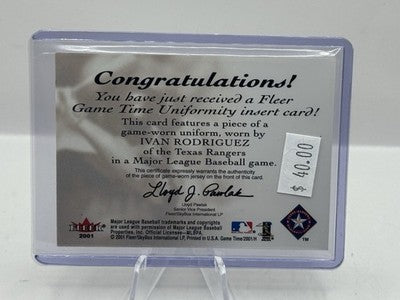 Congratulations!
You have just received a Fleer
Game Time Uniformity insert card!
This card features a piece of a
game-worn uniform, worn by
IVAN RODRIGUEZ
of the Texas Rangers
in a Major League Baseball game.
This certificate expressly warrants the authenticity
of the piece of game-worn jersey on the front of this card.
$ 40.00
Lloyd J. Pawlak
Lloyd Pawlak
Senior Vice President
Fleer/SkyBox International LP
Fleer
2001
Major League Baseball trademarks and copyrights
are used with permission of Major League Baseball
Properties, Inc. Official Licensee–MLBPA.
© 2001 Fleer/SkyBox International LP. Printed in U.S.A. Game Time/2001/H
TM